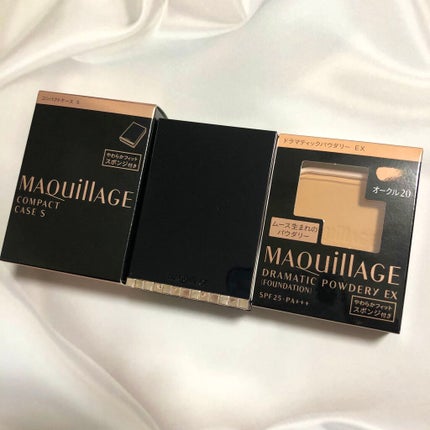 コンパクトケース S
やわらかフィット
スポンジ付き
MAQuillAGE
COMPACT
CASE S
ドラマティックパウダリー EX
オークル20
ムース生まれの
パウダリー
MAQuillAGE
DRAMATIC POWDERY EX
(FOUNDATION)
SPF25・PA+++
やわらかフィット
スポンジ付き